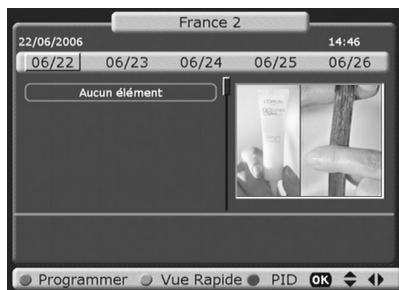 France 2
22/06/2006 14:46
06/22 06/23 06/24 06/25 06/26
Aucun élément
Programmer Vue Rapide PID OK